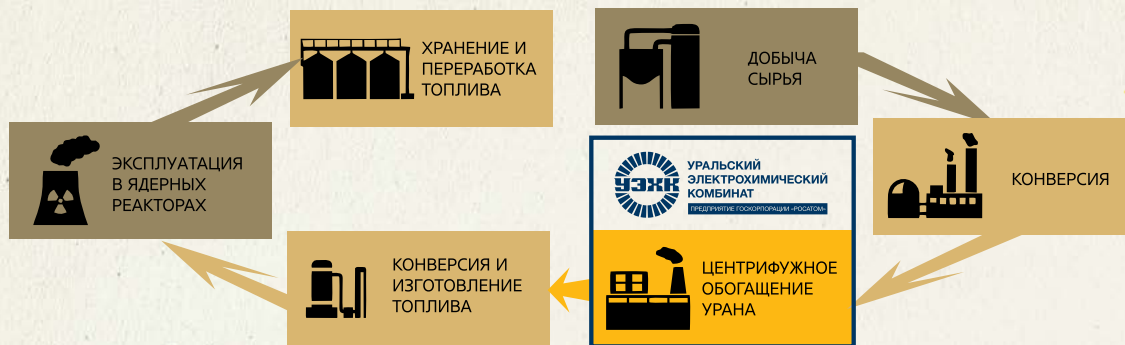 ХРАНЕНИЕ И
ПЕРЕРАБОТКА
ТОПЛИВА
ДОБЫЧА
СЫРЬЯ
ЭКСПЛУАТАЦИЯ
В ЯДЕРНЫХ
РЕАКТОРАХ
УЭХК
УРАЛЬСКИЙ
ЭЛЕКТРОХИМИЧЕСКИЙ
КОМБИНАТ
ПРЕДПРИЯТИЕ ГОСКОРПОРАЦИИ «РОСАТОМ»
КОНВЕРСИЯ
КОНВЕРСИЯ И
ИЗГОТОВЛЕНИЕ
ТОПЛИВА
ЦЕНТРИФУЖНОЕ
ОБОГАЩЕНИЕ
УРАНА